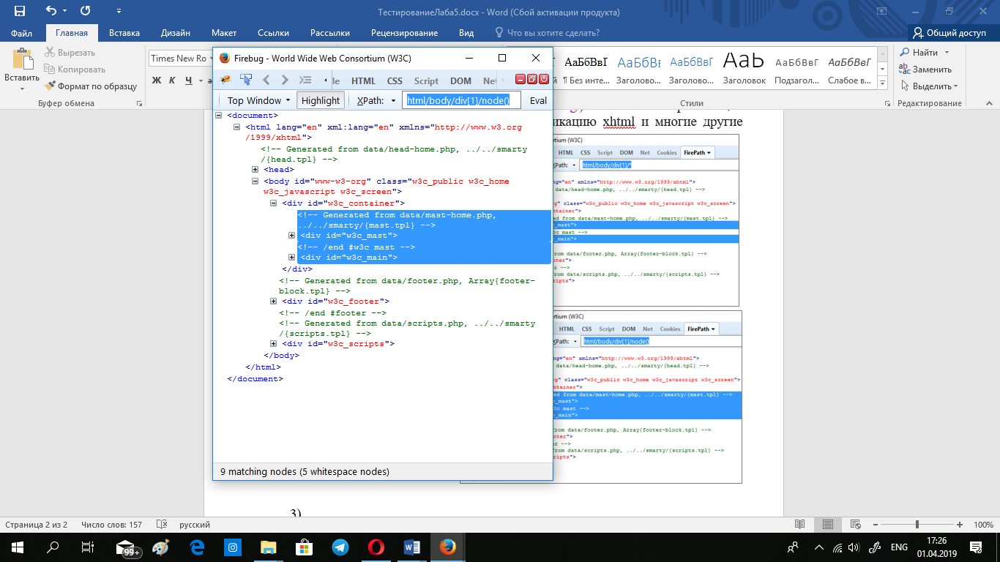 ТестированиеЛаба5.docx - Word (Сбой активации продукта)
Файл Главная Вставка Дизайн Макет Ссылки Рассылки Рецензирование Вид Что вы хотите сделать? Общий доступ
Вставить
Вырезать
Копировать
Формат по образцу
Буфер обмена
Times New Ro
Ж К Ч
АаБбВвГ АаБбВ АаБбВвГ АаБ АаБбВвГ АаБбВвГ
¶ Без инте... Заголово... Заголово... Заголовок Подзагол... Слабое в...
Стили
Найти
Заменить
Выделить
Редактирование
Firebug - World Wide Web Consortium (W3C)
HTML CSS Script DOM Net
Top Window Highlight XPath: html/body/div[1]/node() Eval
<document>
<html lang="en" xml:lang="en" xmlns="http://www.w3.org
/1999/xhtml">
<!-- Generated from data/head-home.php, ../../smarty
/{head.tpl} -->
<head>
<body id="www-w3-org" class="w3c_public w3c_home
w3c_javascript w3c_screen">
<div id="w3c_container">
<!-- Generated from data/mast-home.php,
../../smarty/{mast.tpl} -->
<div id="w3c_mast">
<!-- /end #w3c mast -->
<div id="w3c_main">
</div>
<!-- Generated from data/footer.php, Array{footer-
block.tpl} -->
<div id="w3c_footer">
<!-- /end #footer -->
<!-- Generated from data/scripts.php, ../../smarty
/{scripts.tpl} -->
<div id="w3c_scripts">
</body>
</html>
</document>
9 matching nodes (5 whitespace nodes)
икацию xhtml и многие другие
rtium (W3C)
HTML CSS Script DOM Net Cookies FirePath
XPath: html/body/div[1]/*
ng="en" xmlns="http://www.w3.org/1999/xhtml">
data/head-home.php, ../../smarty/{head.tpl} -->
rg" class="w3c_public w3c_home w3c_javascript w3c_screen">
ntainer">
ed from data/mast-home.php, ../../smarty/{mast.tpl} -->
_mast">
3c mast -->
_main">
from data/footer.php, Array{footer-block.tpl} -->
oter">
r -->
from data/scripts.php, ../../smarty/{scripts.tpl} -->
ripts">
ortium (W3C)
HTML CSS Script DOM Net Cookies FirePath
XPath: html/body/div[1]/node()
ng="en" xmlns="http://www.w3.org/1999/xhtml">
data/head-home.php, ../../smarty/{head.tpl} -->
rg" class="w3c_public w3c_home w3c_javascript w3c_screen">
ntainer">
ed from data/mast-home.php, ../../smarty/{mast.tpl} -->
c_mast">
3c mast -->
c_main">
from data/footer.php, Array{footer-block.tpl} -->
oter">
er -->
from data/scripts.php, ../../smarty/{scripts.tpl} -->
ripts">
3)
Страница 2 из 2 Число слов: 157 русский 100%
99+ ENG 17:26
01.04.2019